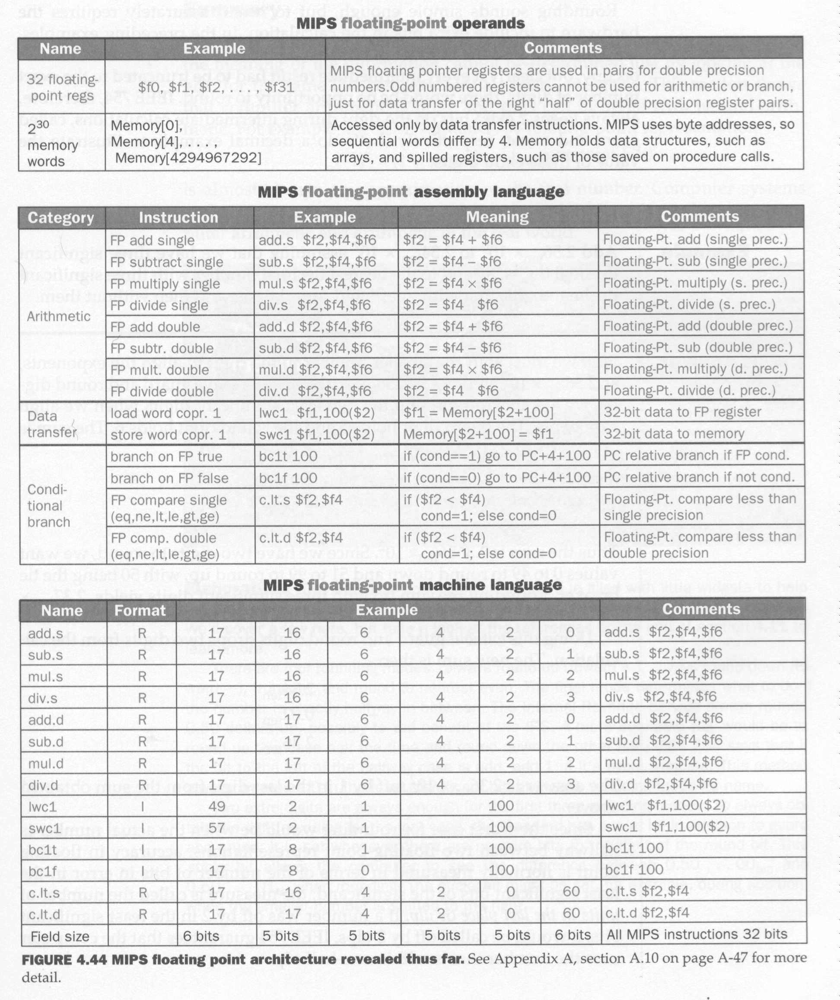 MIPS floating-point operands
Name Example Comments
32 floating-
point regs
$f0, $f1, $f2, . . . ., $f31
MIPS floating pointer registers are used in pairs for double precision
numbers.Odd numbered registers cannot be used for arithmetic or branch,
just for data transfer of the right “half” of double precision register pairs.
2³⁰
memory
words
Memory[0],
Memory[4], . . . ,
Memory[4294967292]
Accessed only by data transfer instructions. MIPS uses byte addresses, so
sequential words differ by 4. Memory holds data structures, such as
arrays, and spilled registers, such as those saved on procedure calls.
MIPS floating-point assembly language
Category Instruction Example Meaning Comments
Arithmetic
FP add single add.s $f2,$f4,$f6 $f2 = $f4 + $f6 Floating-Pt. add (single prec.)
FP subtract single sub.s $f2,$f4,$f6 $f2 = $f4 – $f6 Floating-Pt. sub (single prec.)
FP multiply single mul.s $f2,$f4,$f6 $f2 = $f4 × $f6 Floating-Pt. multiply (s. prec.)
FP divide single div.s $f2,$f4,$f6 $f2 = $f4 $f6 Floating-Pt. divide (s. prec.)
FP add double add.d $f2,$f4,$f6 $f2 = $f4 + $f6 Floating-Pt. add (double prec.)
FP subtr. double sub.d $f2,$f4,$f6 $f2 = $f4 – $f6 Floating-Pt. sub (double prec.)
FP mult. double mul.d $f2,$f4,$f6 $f2 = $f4 × $f6 Floating-Pt. multiply (d. prec.)
FP divide double div.d $f2,$f4,$f6 $f2 = $f4 $f6 Floating-Pt. divide (d. prec.)
Data
transfer
load word copr. 1 lwc1 $f1,100($2) $f1 = Memory[$2+100] 32-bit data to FP register
store word copr. 1 swc1 $f1,100($2) Memory[$2+100] = $f1 32-bit data to memory
Condi-
tional
branch
branch on FP true bc1t 100 if (cond==1) go to PC+4+100 PC relative branch if FP cond.
branch on FP false bc1f 100 if (cond==0) go to PC+4+100 PC relative branch if not cond.
FP compare single c.lt.s $f2,$f4 if ($f2 < $f4) Floating-Pt. compare less than
(eq,ne,lt,le,gt,ge) cond=1; else cond=0 single precision
FP comp. double c.lt.d $f2,$f4 if ($f2 < $f4) Floating-Pt. compare less than
(eq,ne,lt,le,gt,ge) cond=1; else cond=0 double precision
MIPS floating-point machine language
Name Format Example Comments
add.s R 17 16 6 4 2 0 add.s $f2,$f4,$f6
sub.s R 17 16 6 4 2 1 sub.s $f2,$f4,$f6
mul.s R 17 16 6 4 2 2 mul.s $f2,$f4,$f6
div.s R 17 16 6 4 2 3 div.s $f2,$f4,$f6
add.d R 17 17 6 4 2 0 add.d $f2,$f4,$f6
sub.d R 17 17 6 4 2 1 sub.d $f2,$f4,$f6
mul.d R 17 17 6 4 2 2 mul.d $f2,$f4,$f6
div.d R 17 17 6 4 2 3 div.d $f2,$f4,$f6
lwc1 I 49 2 1 100 lwc1 $f1,100($2)
swc1 I 57 2 1 100 swc1 $f1,100($2)
bc1t I 17 8 1 100 bc1t 100
bc1f I 17 8 0 100 bc1f 100
c.lt.s R 17 16 4 2 0 60 c.lt.s $f2,$f4
c.lt.d R 17 17 4 2 0 60 c.lt.d $f2,$f4
Field size 6 bits 5 bits 5 bits 5 bits 5 bits 6 bits All MIPS instructions 32 bits
FIGURE 4.44 MIPS floating point architecture revealed thus far. See Appendix A, section A.10 on page A-47 for more
detail.